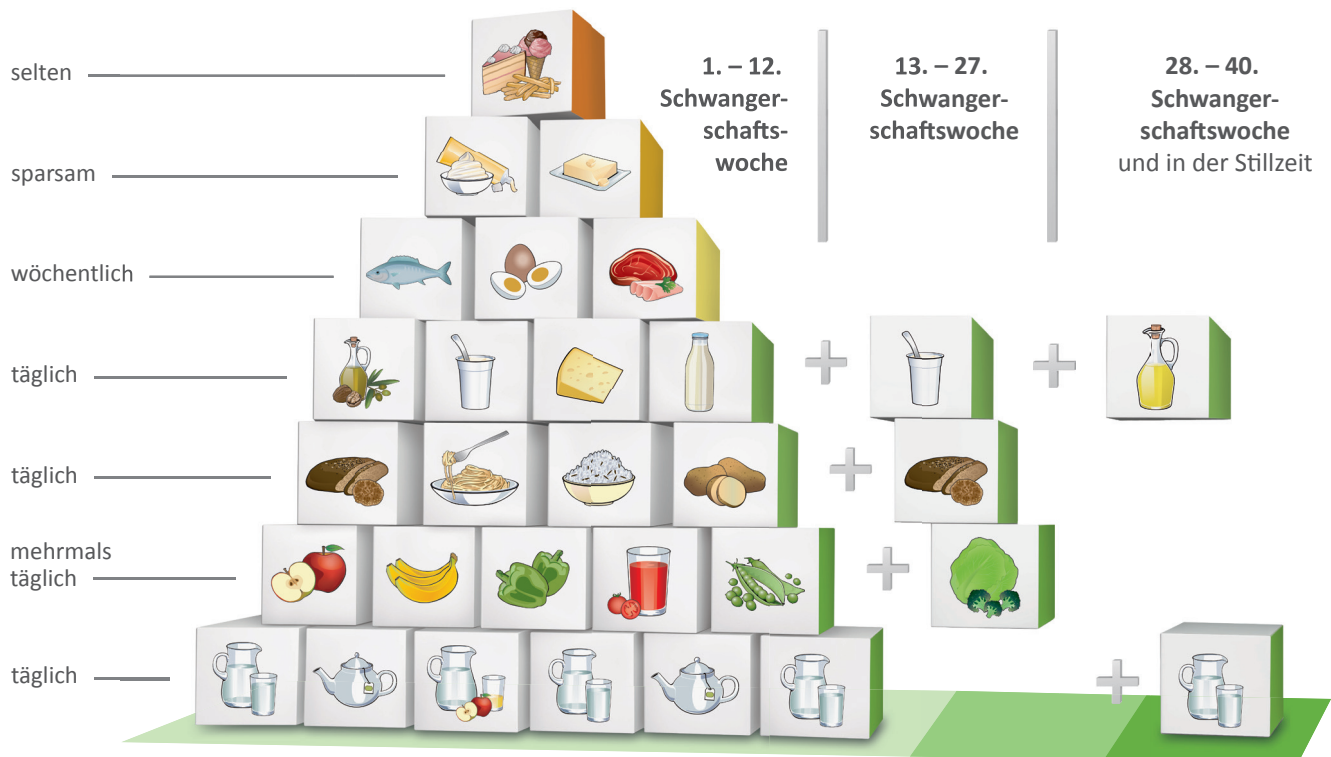 selten
sparsam
wöchentlich
täglich
täglich
mehrmals
täglich
täglich
1. – 12.
Schwanger-
schafts-
woche
13. – 27.
Schwanger-
schaftswoche
28. – 40.
Schwanger-
schaftswoche
und in der Stillzeit